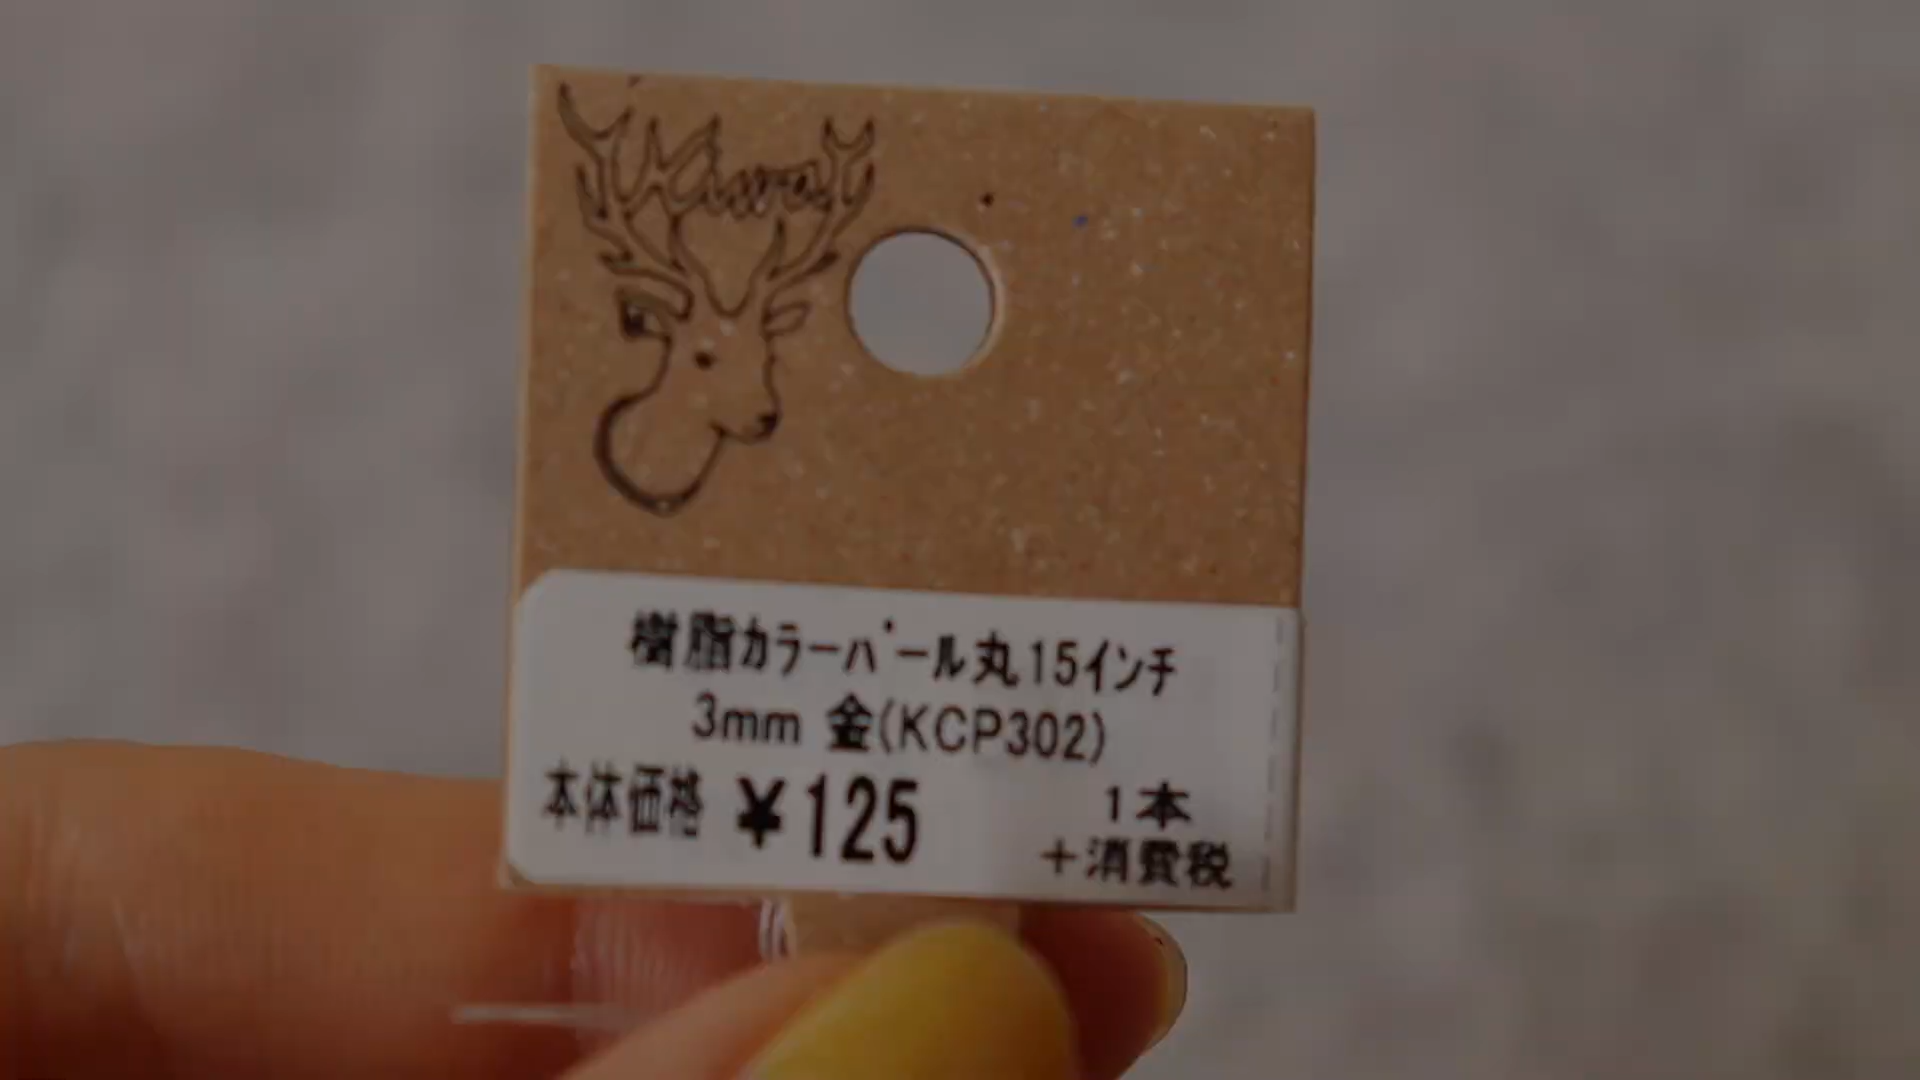 樹脂カラーパール丸15インチ
3mm 金(KCP302)
本体価格 ¥125 1本
+消費税